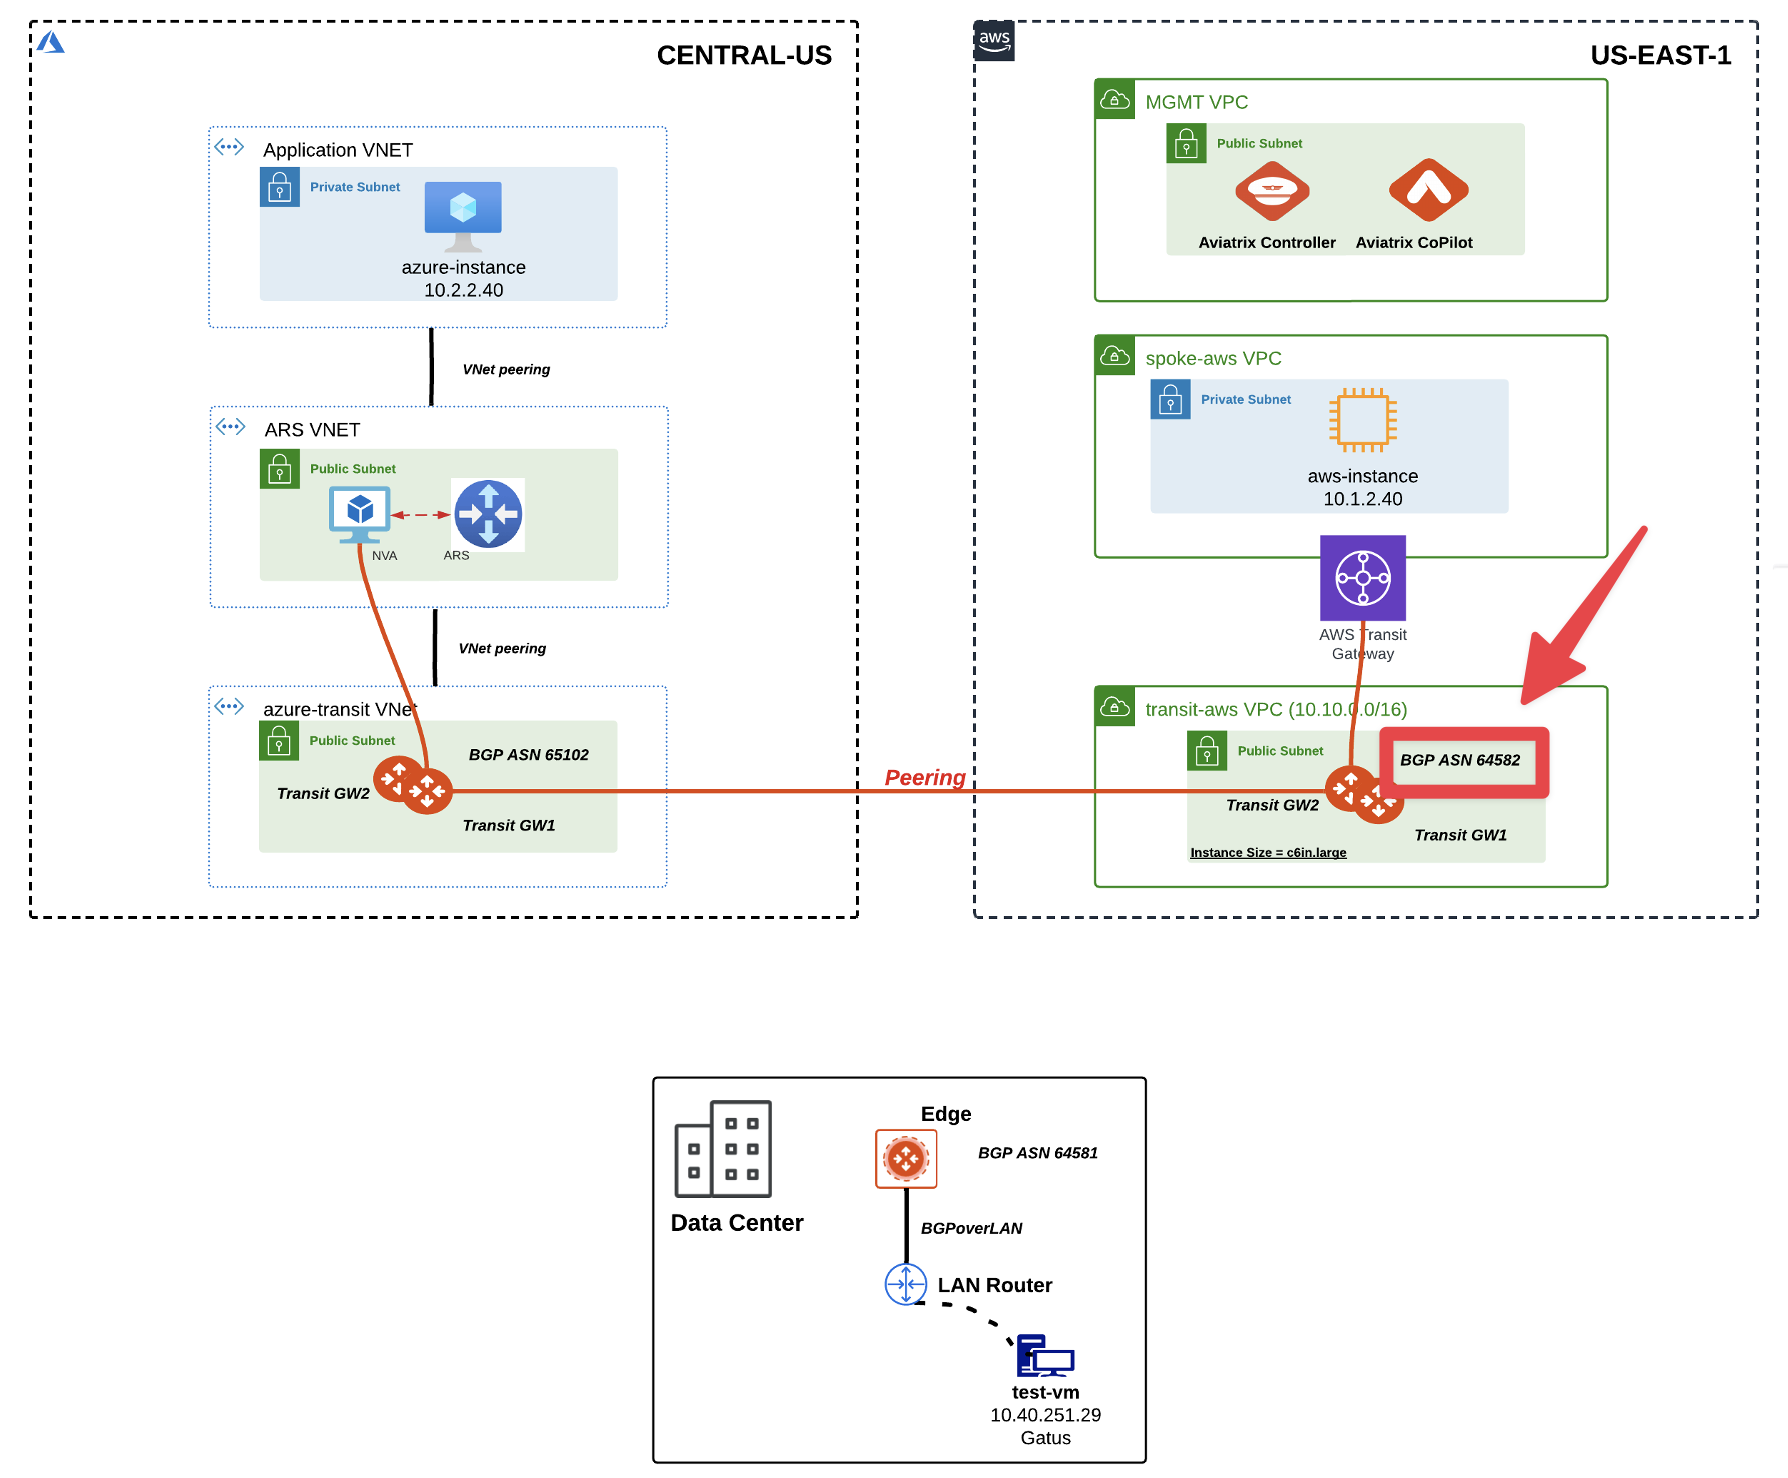 CENTRAL-US
Application VNET
Private Subnet
azure-instance
10.2.2.40
VNet peering
ARS VNET
Public Subnet
NVA
ARS
VNet peering
azure-transit VNet
Public Subnet
BGP ASN 65102
Transit GW2
Transit GW1
Peering
aws
US-EAST-1
MGMT VPC
Public Subnet
Aviatrix Controller
Aviatrix CoPilot
spoke-aws VPC
Private Subnet
aws-instance
10.1.2.40
AWS Transit
Gateway
transit-aws VPC (10.10.0.0/16)
Public Subnet
BGP ASN 64582
Transit GW2
Transit GW1
Instance Size = c6in.large
Edge
BGP ASN 64581
Data Center
BGPoverLAN
LAN Router
test-vm
10.40.251.29
Gatus